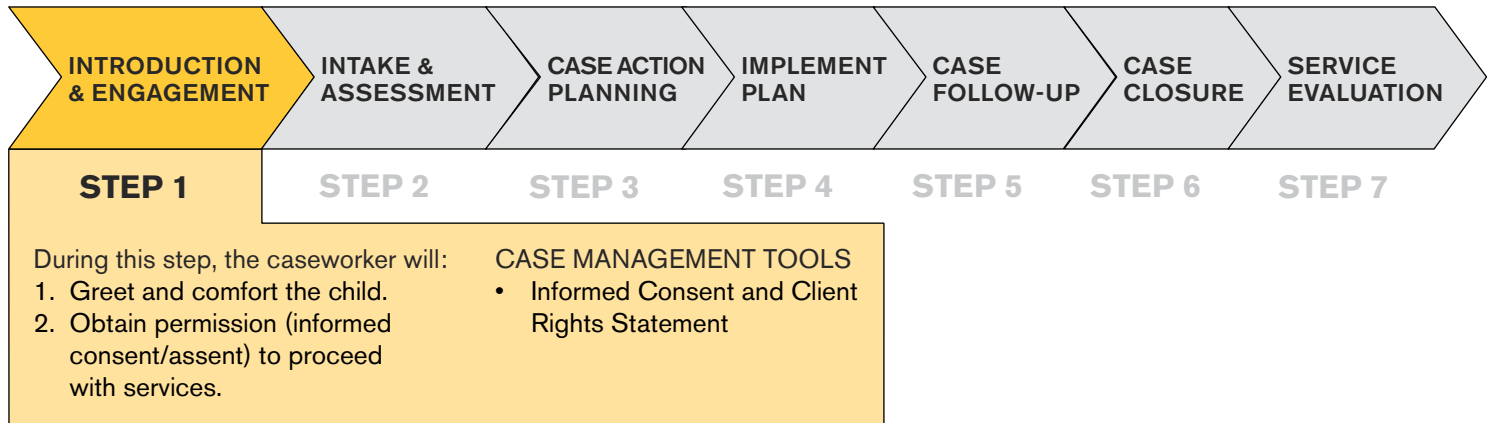 INTRODUCTION
& ENGAGEMENT
INTAKE &
ASSESSMENT
CASE ACTION
PLANNING
IMPLEMENT
PLAN
CASE
FOLLOW-UP
CASE
CLOSURE
SERVICE
EVALUATION
STEP 1
STEP 2
STEP 3
STEP 4
STEP 5
STEP 6
STEP 7
During this step, the caseworker will:
1. Greet and comfort the child.
2. Obtain permission (informed
consent/assent) to proceed
with services.
CASE MANAGEMENT TOOLS
• Informed Consent and Client
Rights Statement